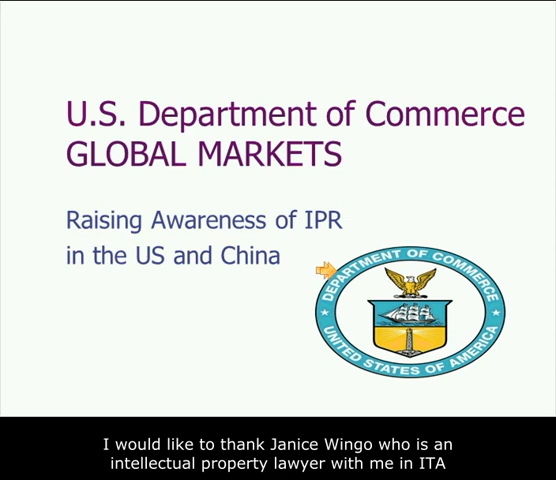 U.S. Department of Commerce
GLOBAL MARKETS
Raising Awareness of IPR
in the US and China
DEPARTMENT OF COMMERCE
UNITED STATES OF AMERICA
I would like to thank Janice Wingo who is an
intellectual property lawyer with me in ITA